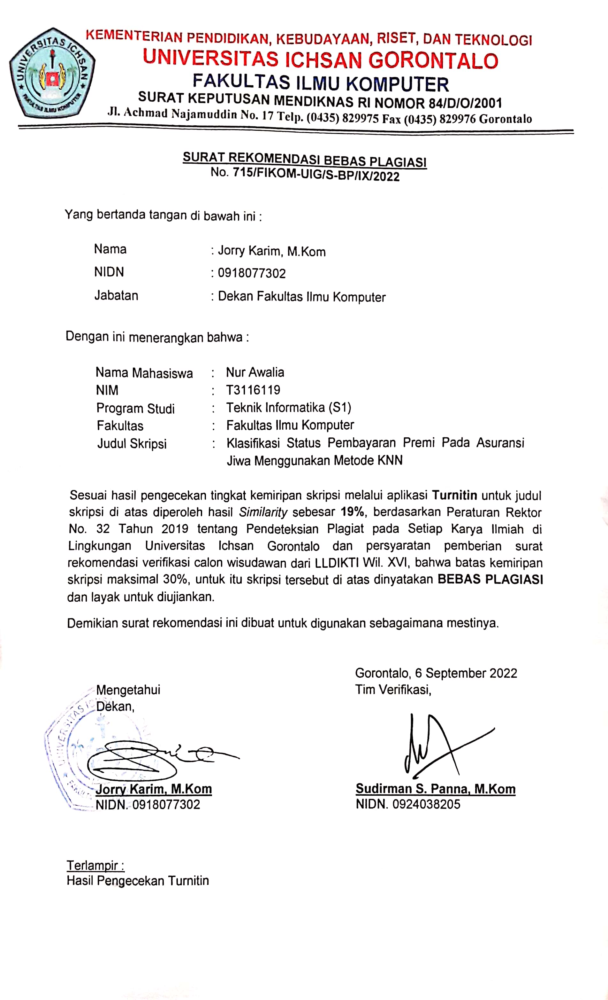 UNIVERSITAS ICHSAN
FAKULTAS ILMU KOMPUTER
KEMENTERIAN PENDIDIKAN, KEBUDAYAAN, RISET, DAN TEKNOLOGI
UNIVERSITAS ICHSAN GORONTALO
FAKULTAS ILMU KOMPUTER
SURAT KEPUTUSAN MENDIKNAS RI NOMOR 84/D/O/2001
Jl. Achmad Najamuddin No. 17 Telp. (0435) 829975 Fax (0435) 829976 Gorontalo
SURAT REKOMENDASI BEBAS PLAGIASI
No. 715/FIKOM-UIG/S-BP/IX/2022
Yang bertanda tangan di bawah ini :
Nama : Jorry Karim, M.Kom
NIDN : 0918077302
Jabatan : Dekan Fakultas Ilmu Komputer
Dengan ini menerangkan bahwa :
Nama Mahasiswa : Nur Awalia
NIM : T3116119
Program Studi : Teknik Informatika (S1)
Fakultas : Fakultas Ilmu Komputer
Judul Skripsi : Klasifikasi Status Pembayaran Premi Pada Asuransi
Jiwa Menggunakan Metode KNN
Sesuai hasil pengecekan tingkat kemiripan skripsi melalui aplikasi Turnitin untuk judul
skripsi di atas diperoleh hasil Similarity sebesar 19%, berdasarkan Peraturan Rektor
No. 32 Tahun 2019 tentang Pendeteksian Plagiat pada Setiap Karya Ilmiah di
Lingkungan Universitas Ichsan Gorontalo dan persyaratan pemberian surat
rekomendasi verifikasi calon wisudawan dari LLDIKTI Wil. XVI, bahwa batas kemiripan
skripsi maksimal 30%, untuk itu skripsi tersebut di atas dinyatakan BEBAS PLAGIASI
dan layak untuk diujiankan.
Demikian surat rekomendasi ini dibuat untuk digunakan sebagaimana mestinya.
Gorontalo, 6 September 2022
Mengetahui Tim Verifikasi,
Dekan,
UNIVERSITAS
Jorry Karim, M.Kom Sudirman S. Panna, M.Kom
NIDN. 0918077302 NIDN. 0924038205
Terlampir :
Hasil Pengecekan Turnitin